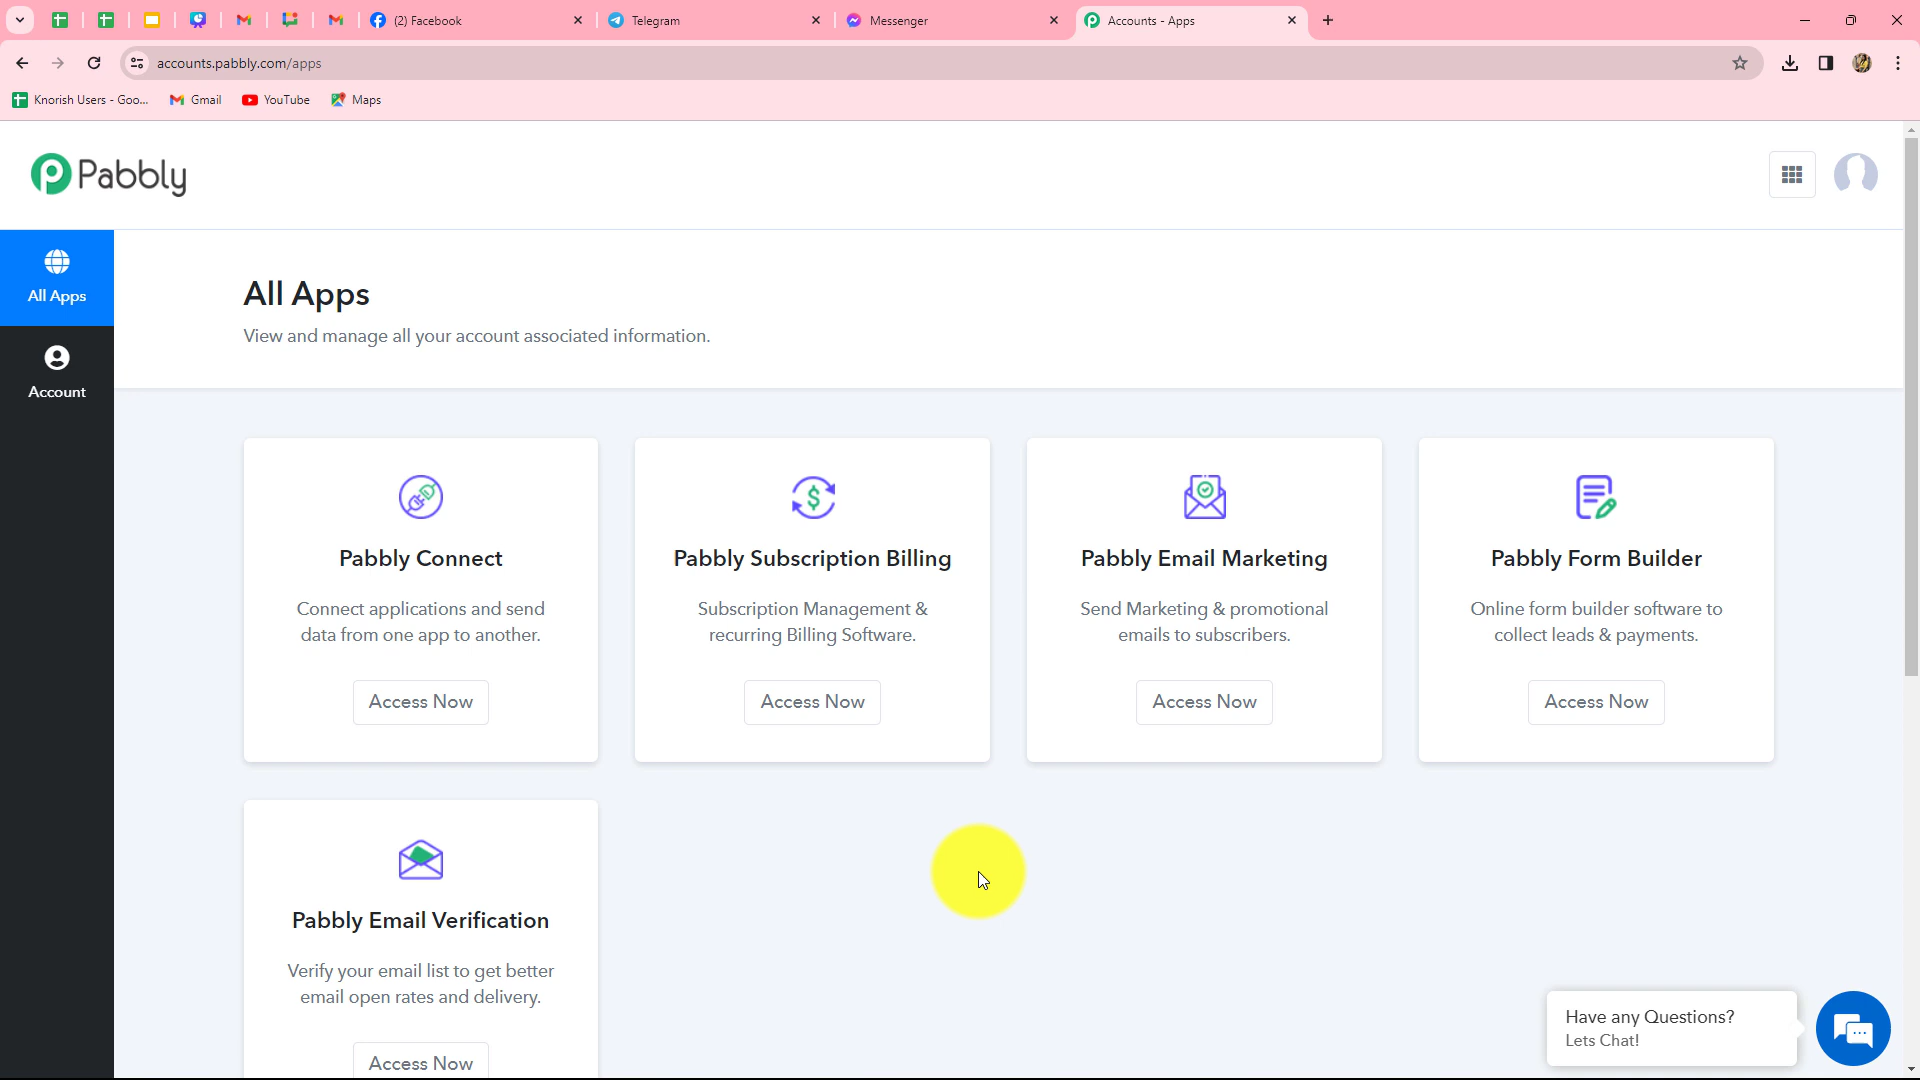 (2) Facebook
Telegram
Messenger
Accounts - Apps
accounts.pabbly.com/apps
Knorish Users - Goo...
Gmail
YouTube
Maps
Pabbly
All Apps
Account
All Apps
View and manage all your account associated information.
Pabbly Connect
Connect applications and send
data from one app to another.
Access Now
Pabbly Subscription Billing
Subscription Management &
recurring Billing Software.
Access Now
Pabbly Email Marketing
Send Marketing & promotional
emails to subscribers.
Access Now
Pabbly Form Builder
Online form builder software to
collect leads & payments.
Access Now
Pabbly Email Verification
Verify your email list to get better
email open rates and delivery.
Access Now
Have any Questions?
Lets Chat!